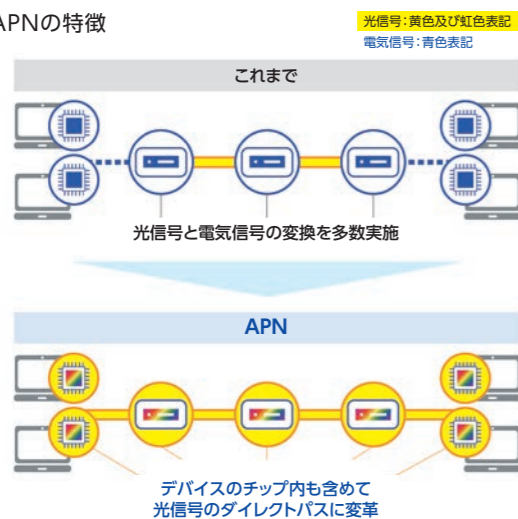 APNの特徴
光信号:黄色及び虹色表記
電気信号:青色表記
これまで
光信号と電気信号の変換を多数実施
APN
デバイスのチップ内も含めて
光信号のダイレクトパスに変革